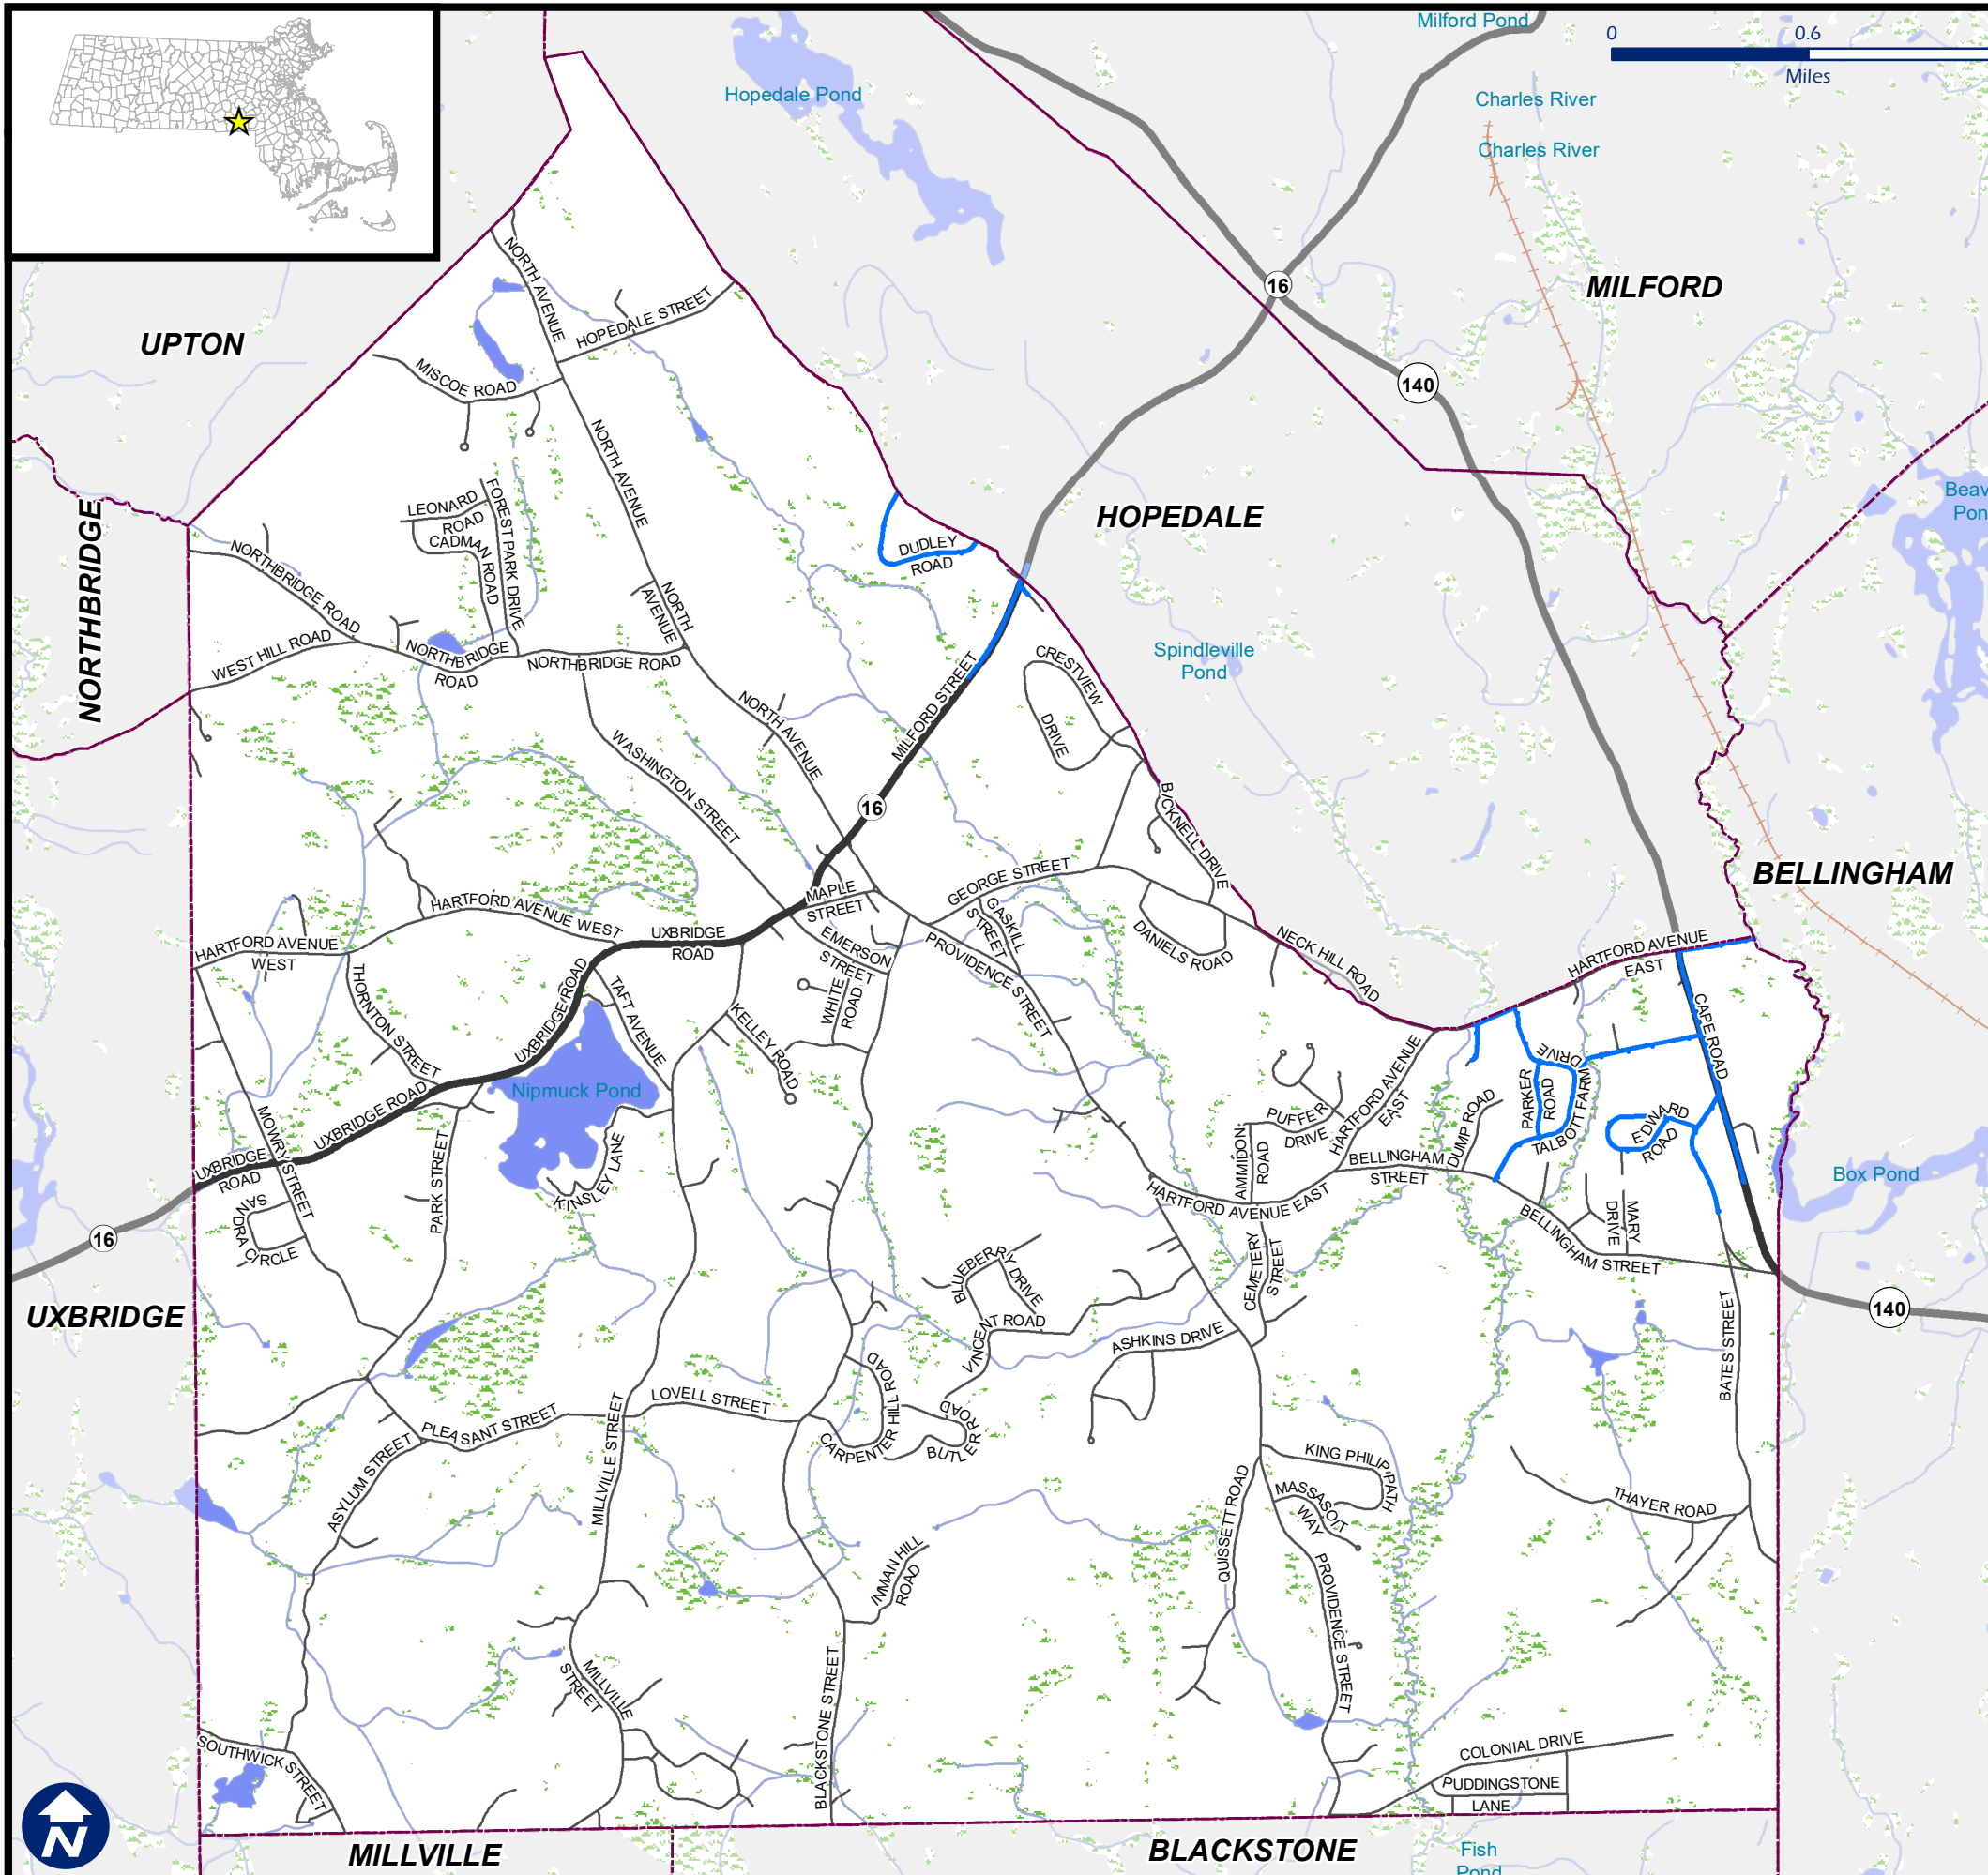 Milford Pond
0 0.6
Miles
Hopedale Pond
Charles River
Charles River
NORTH AVENUE
16
MILFORD
HOPEDALE STREET
UPTON
MISCOE ROAD
140
NORTH AVENUE
LEONARD
ROAD
FOREST PARK DRIVE
CADMAN ROAD
HOPEDALE
NORTHBRIDGE
DUDLEY
ROAD
NORTHBRIDGE ROAD
NORTH
AVENUE
WEST HILL ROAD
NORTHBRIDGE
ROAD
NORTHBRIDGE ROAD
Spindleville
Pond
CRESTVIEW
DRIVE
MILFORD STREET
NORTH AVENUE
WASHINGTON STREET
16
BICKNELL DRIVE
BELLINGHAM
GEORGE STREET
MAPLE
STREET
HARTFORD AVENUE WEST
UXBRIDGE
ROAD
EMERSON
STREET
GASKILL
STREET
DANIELS ROAD
NECK HILL ROAD
HARTFORD AVENUE
EAST
HARTFORD AVENUE
WEST
THORNTON STREET
UXBRIDGE ROAD
TAFT AVENUE
WHITE
ROAD
PROVIDENCE STREET
KELLEY ROAD
CAPE ROAD
Nipmuck Pond
HARTFORD AVENUE
EAST
PARKER
ROAD
TALBOTT FARM
DRIVE
EDNARD
ROAD
DUMP ROAD
PUFFER
DRIVE
AMMIDON
ROAD
BELLINGHAM
STREET
MOWRY STREET
UXBRIDGE ROAD
UXBRIDGE
ROAD
PARK STREET
KINSLEY LANE
SANDRA CIRCLE
Box Pond
HARTFORD AVENUE EAST
MARY
DRIVE
BELLINGHAM STREET
16
UXBRIDGE
BLUEBERRY DRIVE
CEMETERY
STREET
140
VINCENT ROAD
ASHKINS DRIVE
BATES STREET
CARPENTER HILL ROAD
LOVELL STREET
BUTLER ROAD
PLEASANT STREET
MILLVILLE STREET
ASYLUM STREET
KING PHILIP PATH
MASSASOIT
WAY
QUISSETT ROAD
THAYER ROAD
INMAN HILL
ROAD
PROVIDENCE STREET
MILLVILLE
STREET
BLACKSTONE STREET
SOUTHWICK STREET
COLONIAL DRIVE
PUDDINGSTONE
LANE
N
MILLVILLE
BLACKSTONE
Fish